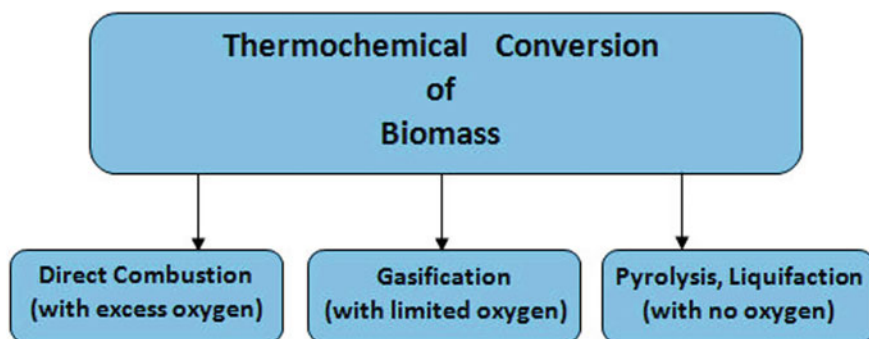 Thermochemical Conversion
of
Biomass
Direct Combustion
(with excess oxygen)
Gasification
(with limited oxygen)
Pyrolysis, Liquifaction
(with no oxygen)